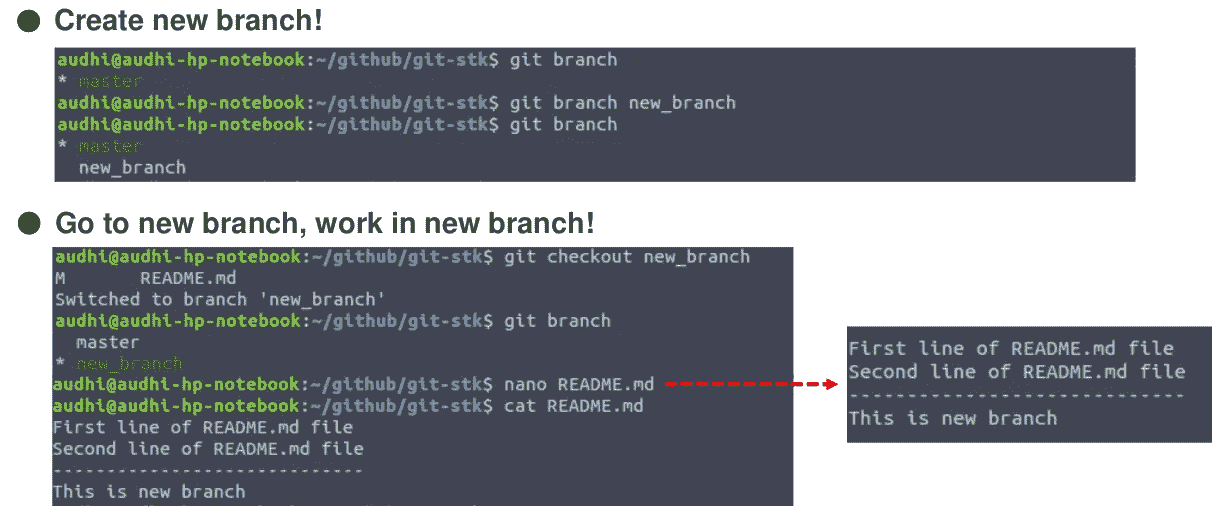 Create new branch!
audhi@audhi-hp-notebook:~/github/git-stk$ git branch
* master
audhi@audhi-hp-notebook:~/github/git-stk$ git branch new_branch
audhi@audhi-hp-notebook:~/github/git-stk$ git branch
* master
new_branch
Go to new branch, work in new branch!
audhi@audhi-hp-notebook:~/github/git-stk$ git checkout new_branch
M README.md
Switched to branch 'new_branch'
audhi@audhi-hp-notebook:~/github/git-stk$ git branch
master
* new_branch
audhi@audhi-hp-notebook:~/github/git-stk$ nano README.md
audhi@audhi-hp-notebook:~/github/git-stk$ cat README.md
First line of README.md file
Second line of README.md file
-----------------------------
This is new branch
First line of README.md file
Second line of README.md file
-----------------------------
This is new branch